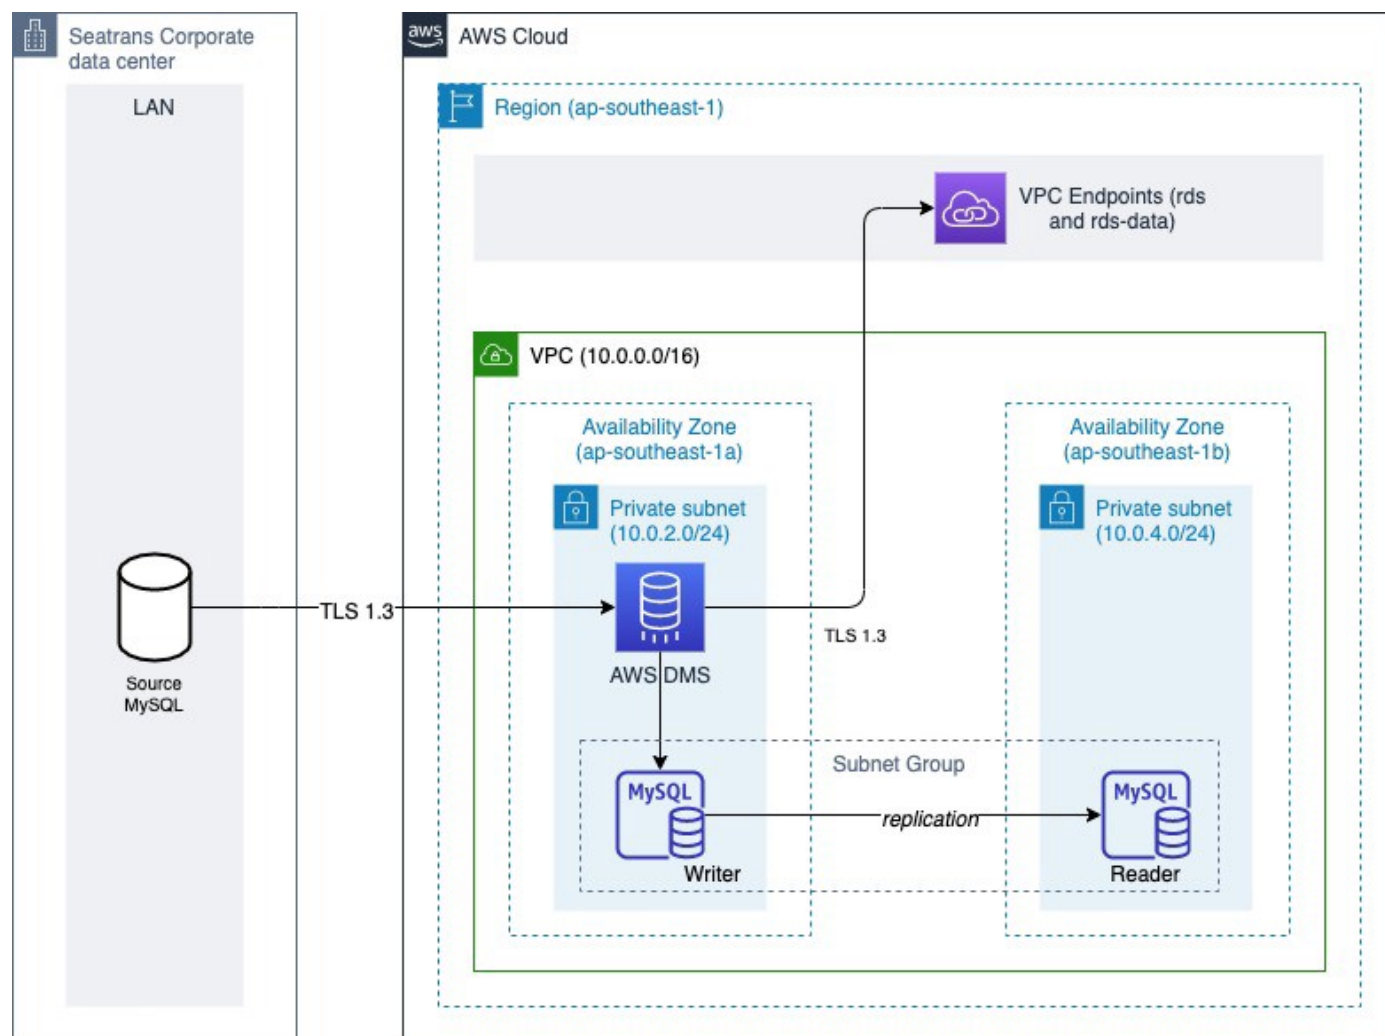 Seatrans Corporate
data center
LAN
Source
MySQL
TLS 1.3
aws
AWS Cloud
Region (ap-southeast-1)
VPC Endpoints (rds
and rds-data)
VPC (10.0.0.0/16)
Availability Zone
(ap-southeast-1a)
Private subnet
(10.0.2.0/24)
AWS DMS
TLS 1.3
Availability Zone
(ap-southeast-1b)
Private subnet
(10.0.4.0/24)
Subnet Group
MySQL
Writer
replication
MySQL
Reader